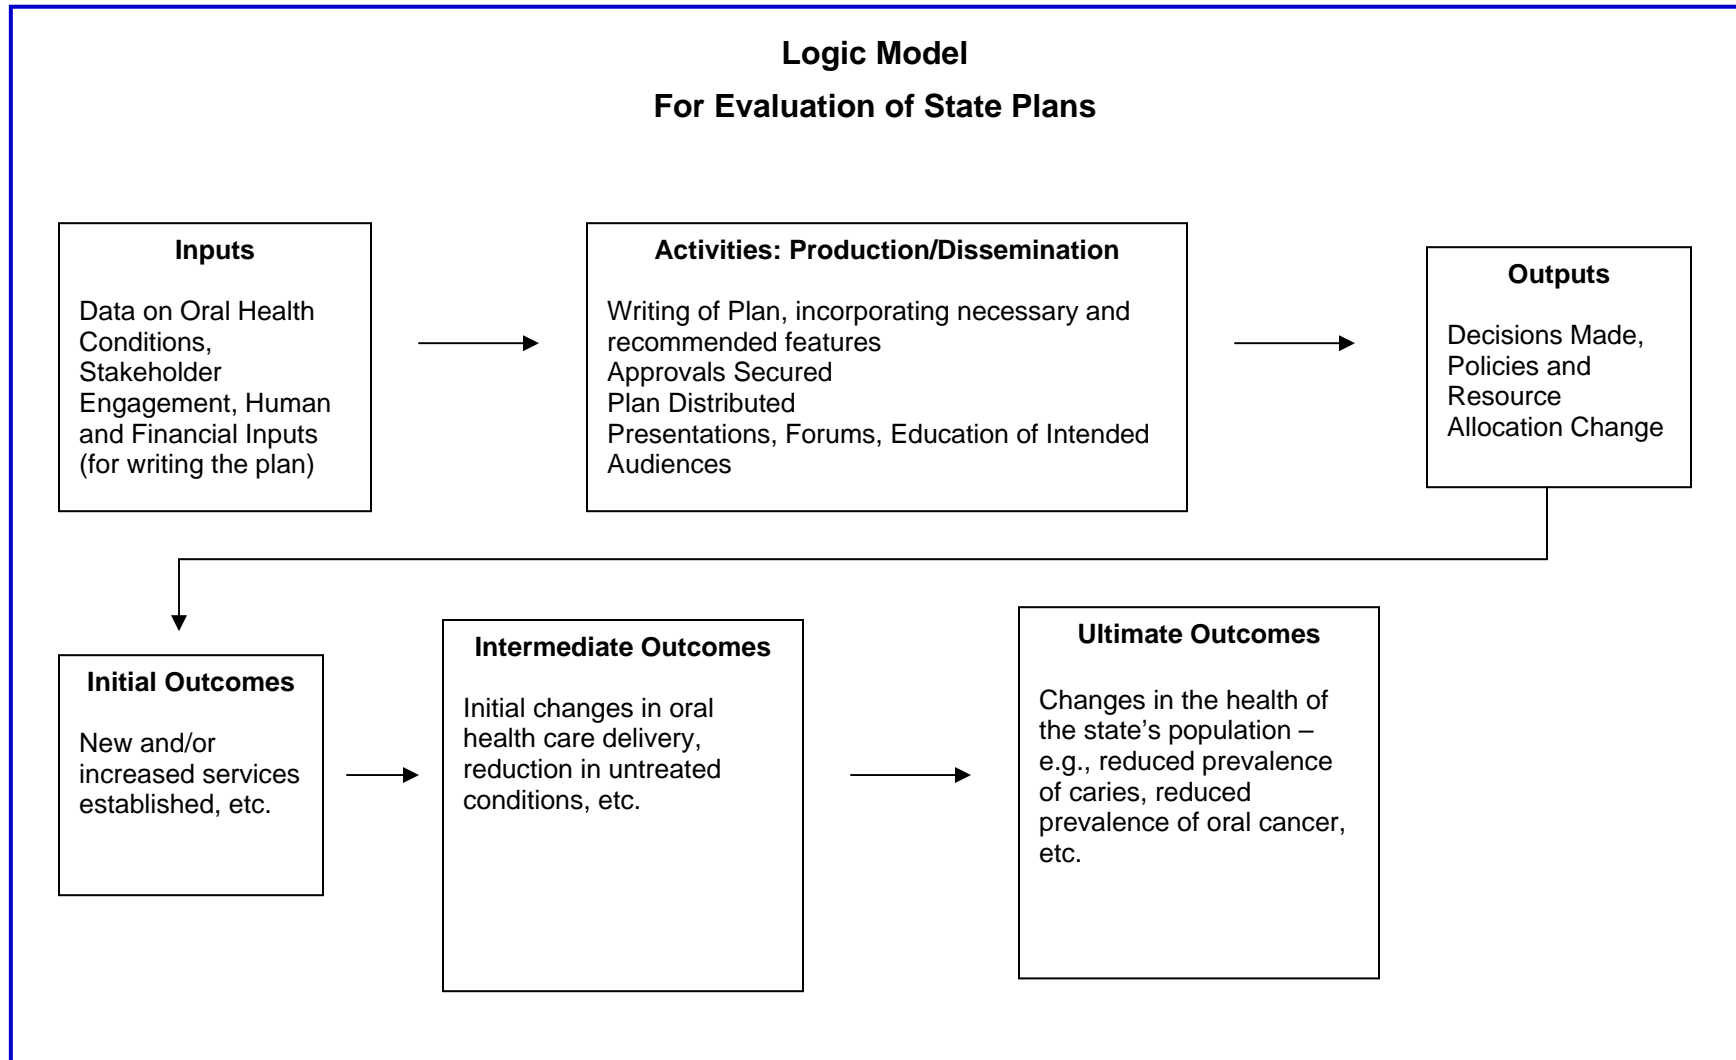 Logic Model
For Evaluation of State Plans
Inputs
Data on Oral Health
Conditions,
Stakeholder
Engagement, Human
and Financial Inputs
(for writing the plan)
Activities: Production/Dissemination
Writing of Plan, incorporating necessary and
recommended features
Approvals Secured
Plan Distributed
Presentations, Forums, Education of Intended
Audiences
Outputs
Decisions Made,
Policies and
Resource
Allocation Change
Initial Outcomes
New and/or
increased services
established, etc.
Intermediate Outcomes
Initial changes in oral
health care delivery,
reduction in untreated
conditions, etc.
Ultimate Outcomes
Changes in the health of
the state’s population –
e.g., reduced prevalence
of caries, reduced
prevalence of oral cancer,
etc.